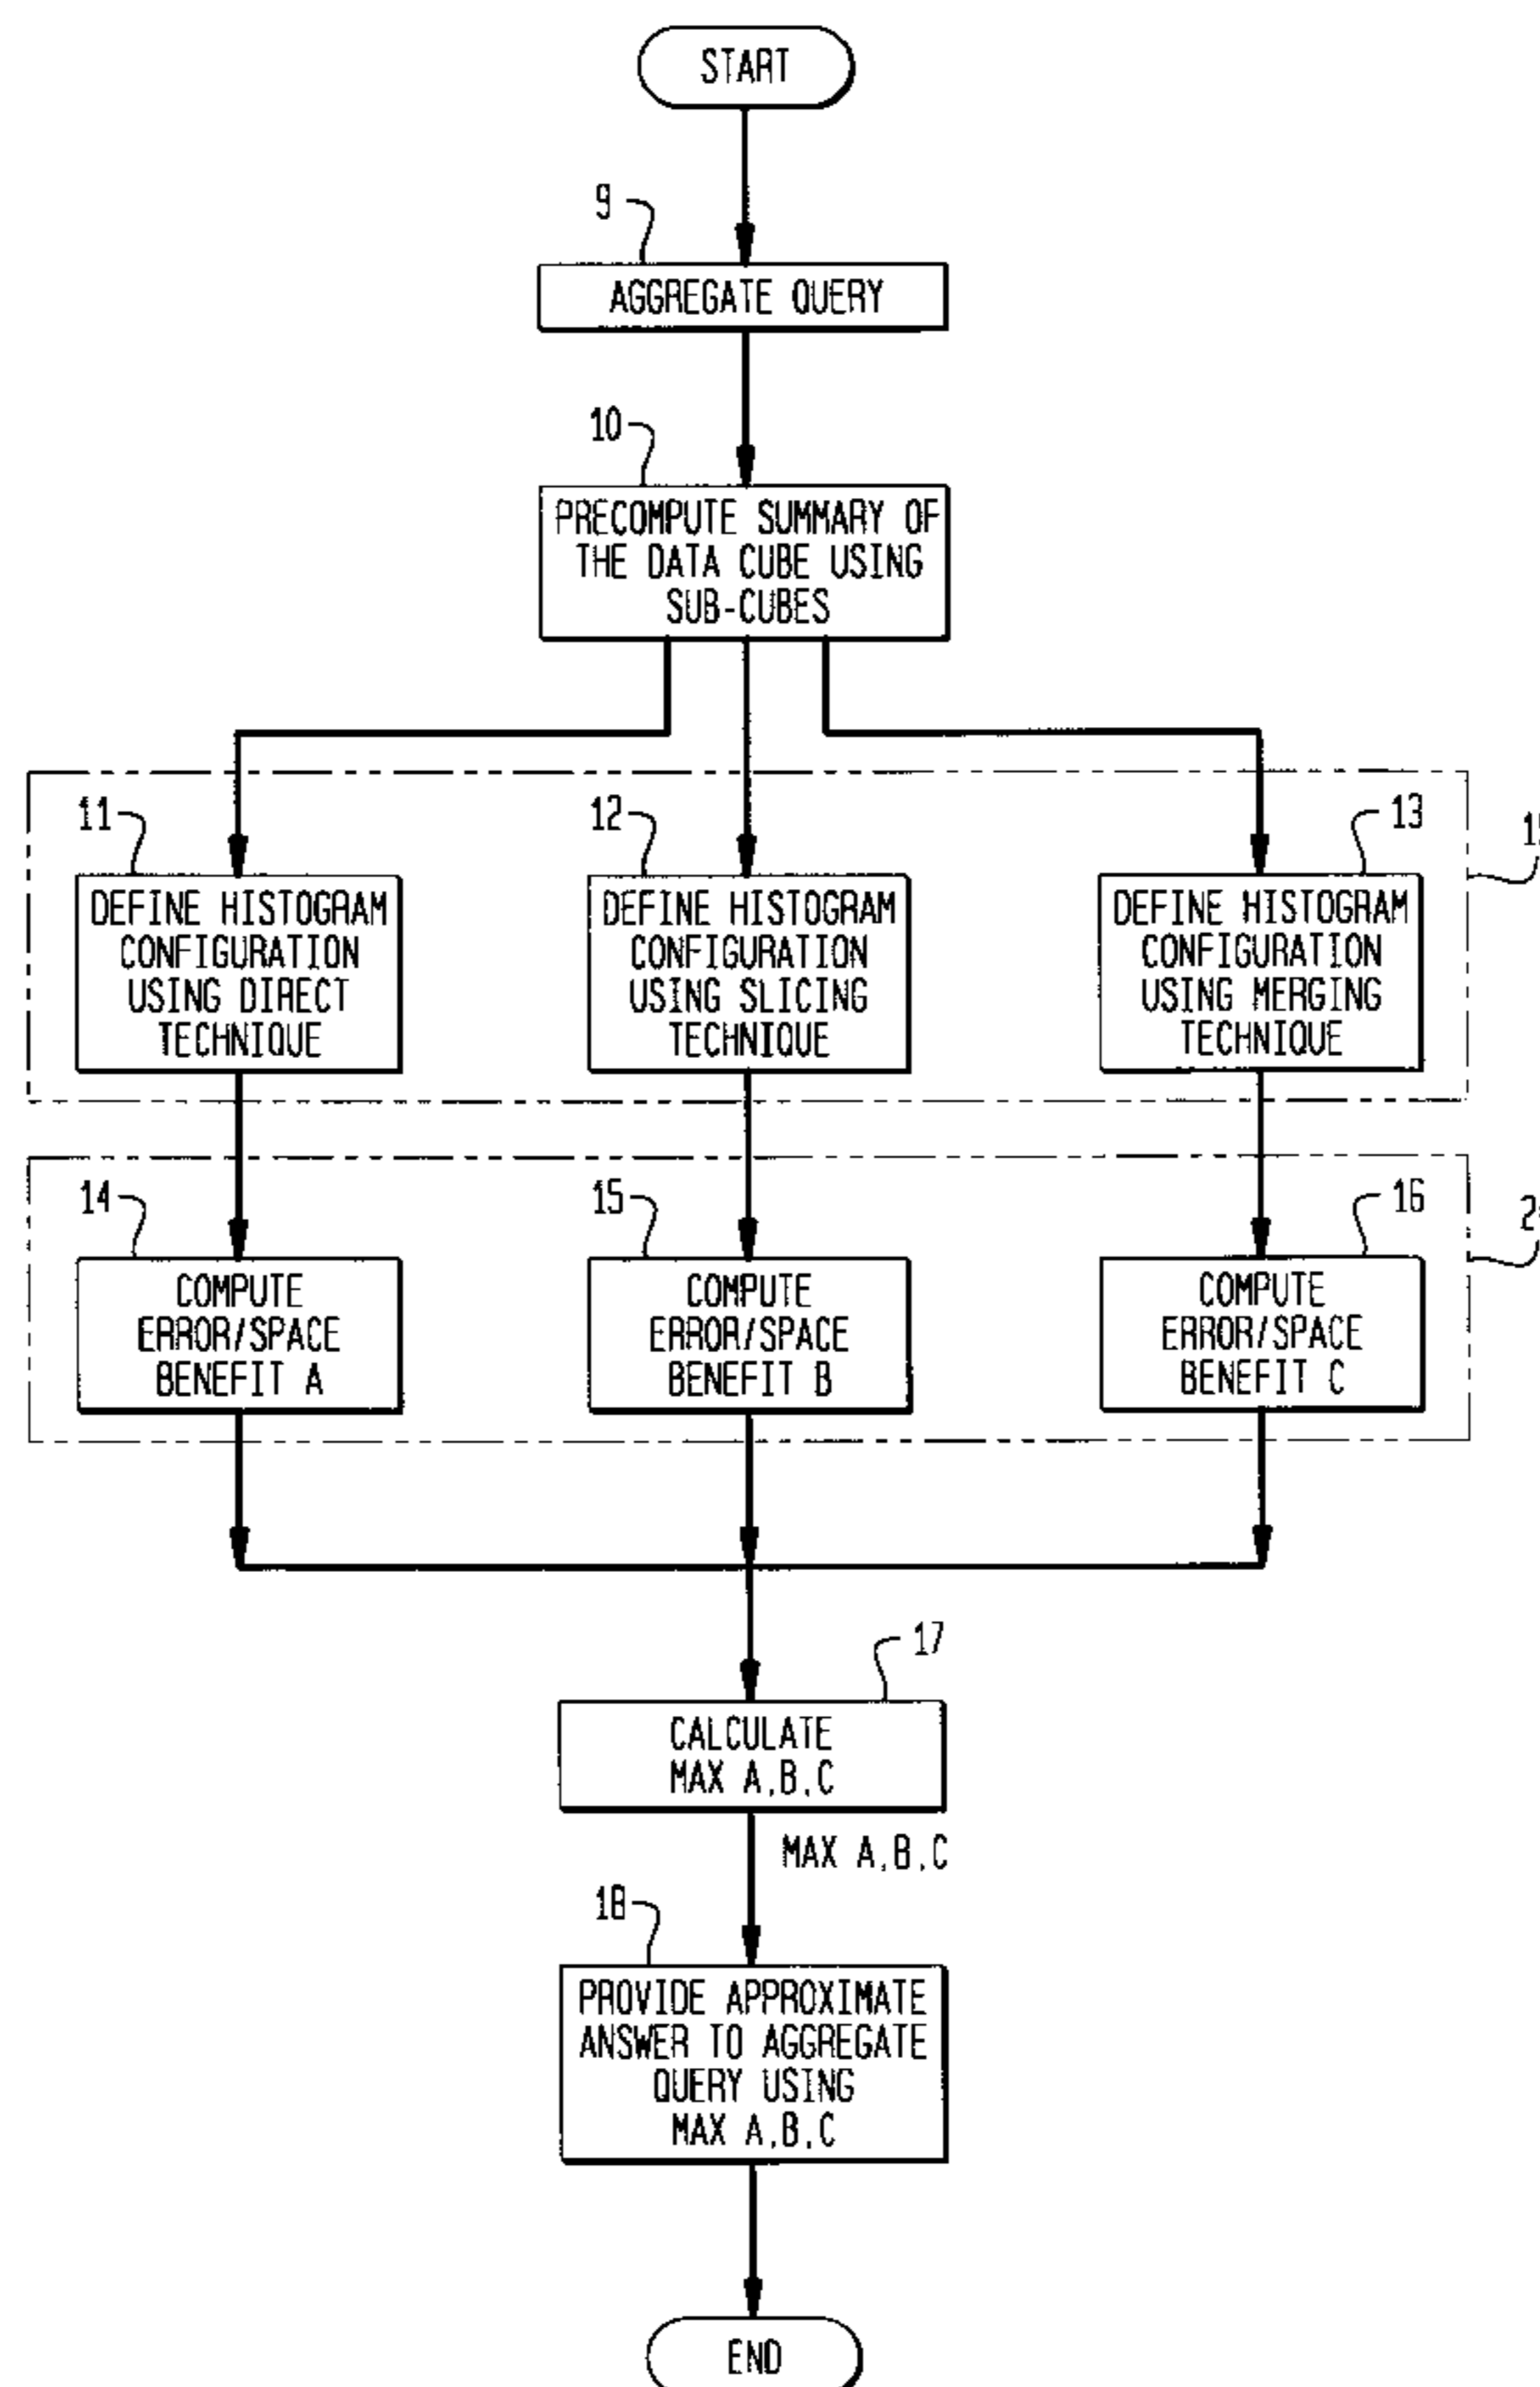 START
9
AGGREGATE QUERY
10
PRECOMPUTE SUMMARY OF
THE DATA CUBE USING
SUB-CUBES
11
12
13
DEFINE HISTOGRAM
CONFIGURATION
USING DIRECT
TECHNIQUE
DEFINE HISTOGRAM
CONFIGURATION
USING SLICING
TECHNIQUE
DEFINE HISTOGRAM
CONFIGURATION
USING MERGING
TECHNIQUE
14
15
16
COMPUTE
ERROR/SPACE
BENEFIT A
COMPUTE
ERROR/SPACE
BENEFIT B
COMPUTE
ERROR/SPACE
BENEFIT C
17
CALCULATE
MAX A,B,C
MAX A,B,C
18
PROVIDE APPROXIMATE
ANSWER TO AGGREGATE
QUERY USING
MAX A,B,C
END